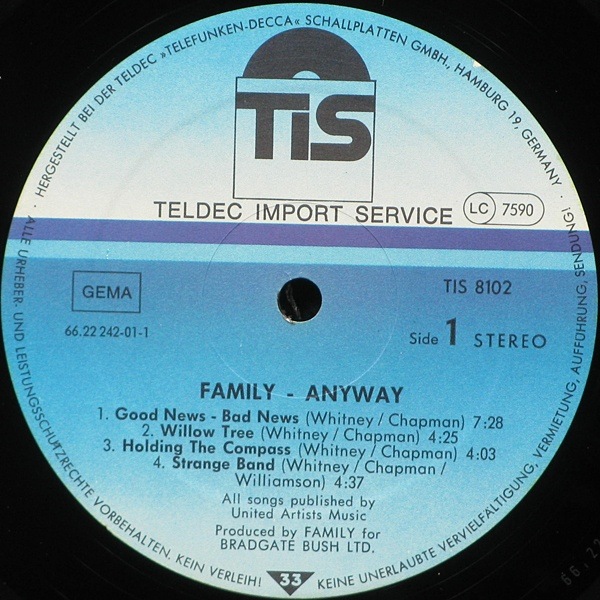 · HERGESTELLT BEI DER TELDEC »TELEFUNKEN-DECCA« SCHALLPLATTEN GMBH., HAMBURG 19, GERMANY ·
TIS
TELDEC IMPORT SERVICE
LC 7590
GEMA
TIS 8102
66.22 242-01-1
Side 1 STEREO
FAMILY - ANYWAY
1. Good News - Bad News (Whitney / Chapman) 7:28
2. Willow Tree (Whitney / Chapman) 4:25
3. Holding The Compass (Whitney / Chapman) 4:03
4. Strange Band (Whitney / Chapman /
Williamson) 4:37
All songs published by
United Artists Music
Produced by FAMILY for
BRADGATE BUSH LTD.
33
· ALLE URHEBER- UND LEISTUNGSSCHUTZRECHTE VORBEHALTEN. KEIN VERLEIH! KEINE UNERLAUBTE VERVIELFÄLTIGUNG, VERMIETUNG, AUFFÜHRUNG, SENDUNG! ·